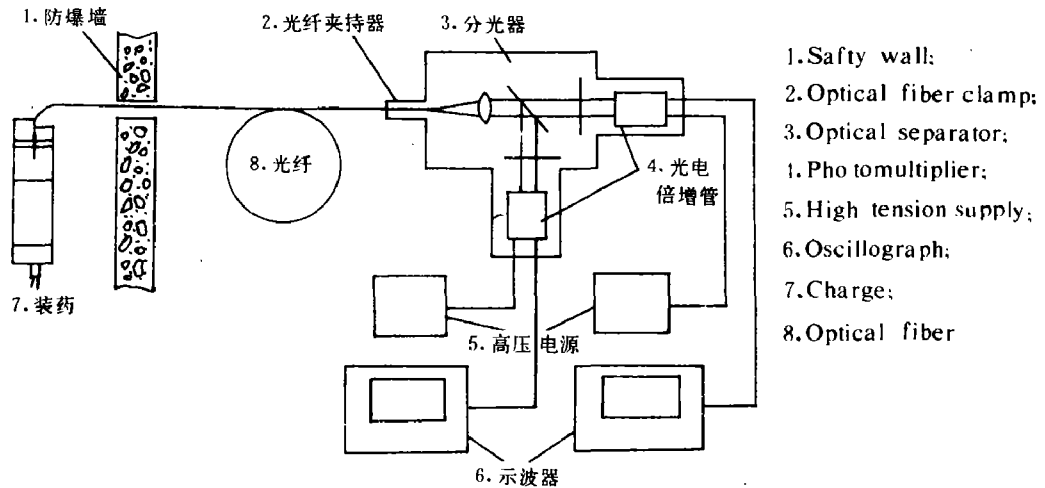 1.防爆墙
2.光纤夹持器
3.分光器
8.光纤
4.光电
倍增管
7.装药
5.高压电源
6.示波器
1.Safty wall;
2.Optical fiber clamp;
3.Optical separator;
1.Pho tomultiplier;
5.High tension supply;
6.Oscillograph;
7.Charge;
8.Optical fiber